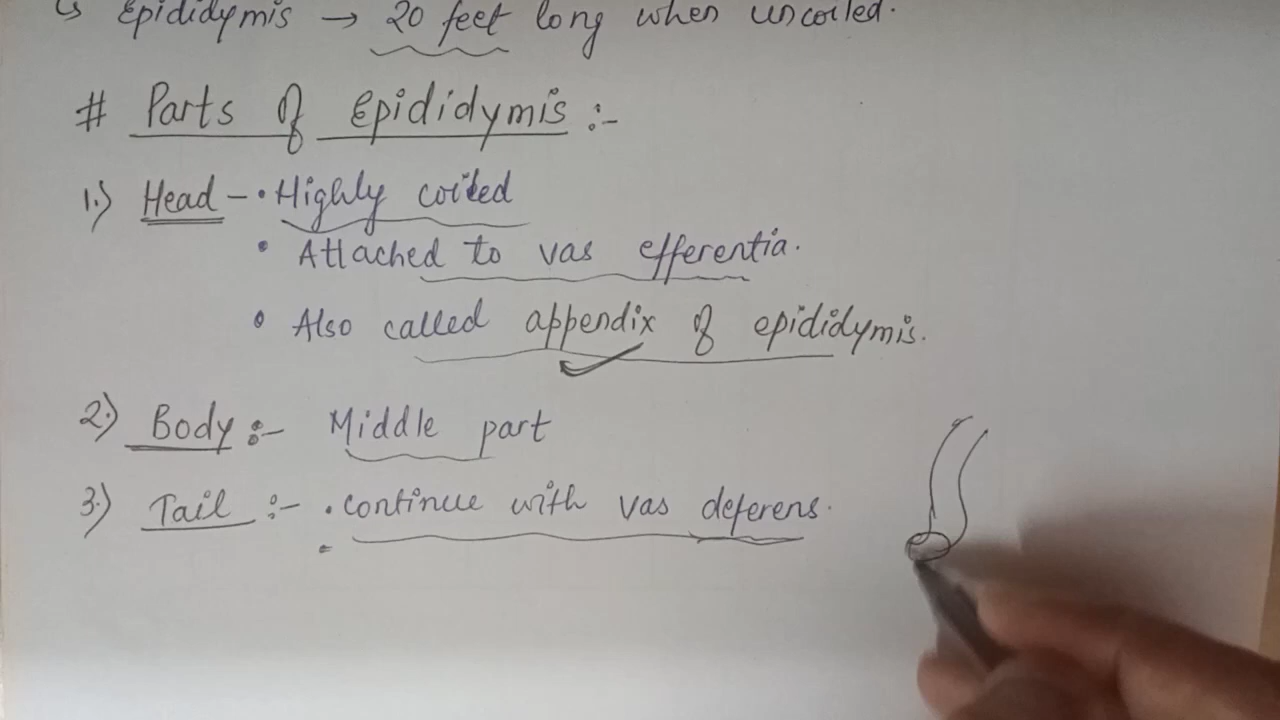 ↳ Epididymis → 20 feet long when uncoiled.
# Parts of Epididymis :-
1.) Head - • Highly coiled
• Attached to vas efferentia.
• Also called appendix of epididymis.
2.) Body :- Middle part
3.) Tail :- • continue with vas deferens.